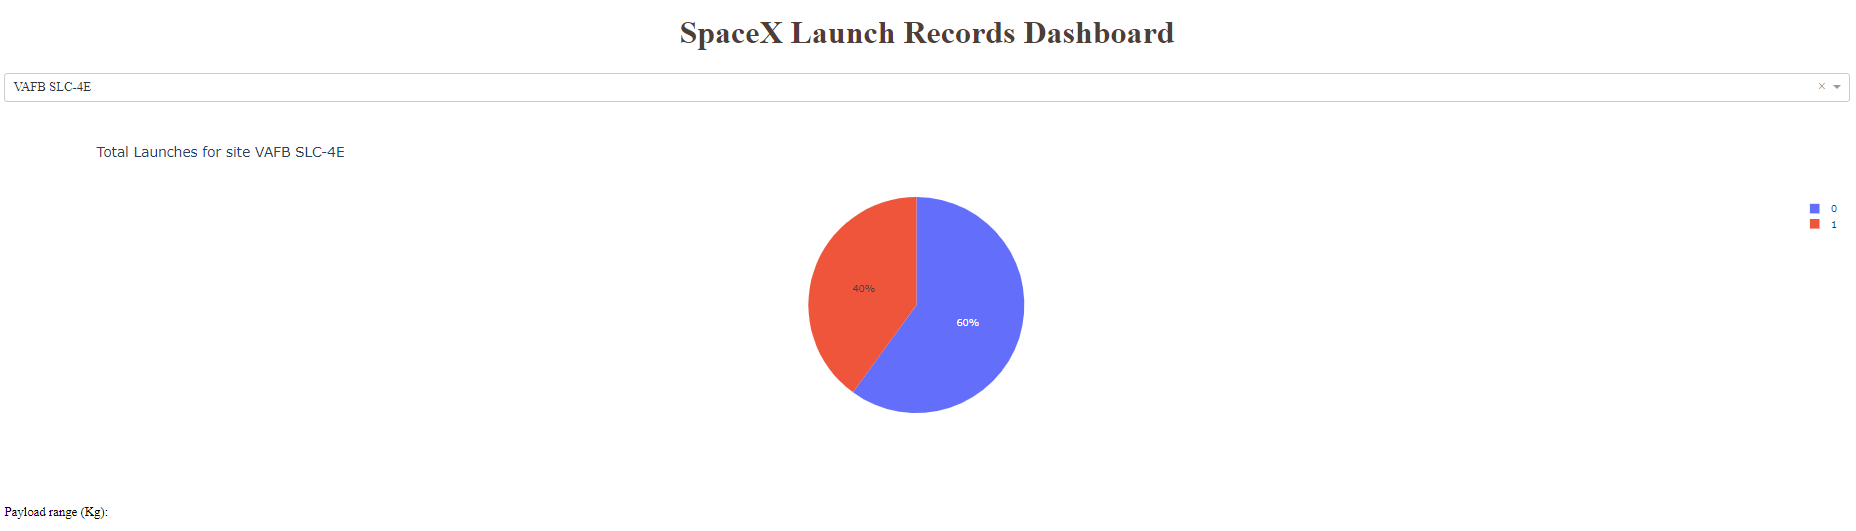 SpaceX Launch Records Dashboard
VAFB SLC-4E
Total Launches for site VAFB SLC-4E
0
1
40%
60%
Payload range (Kg):